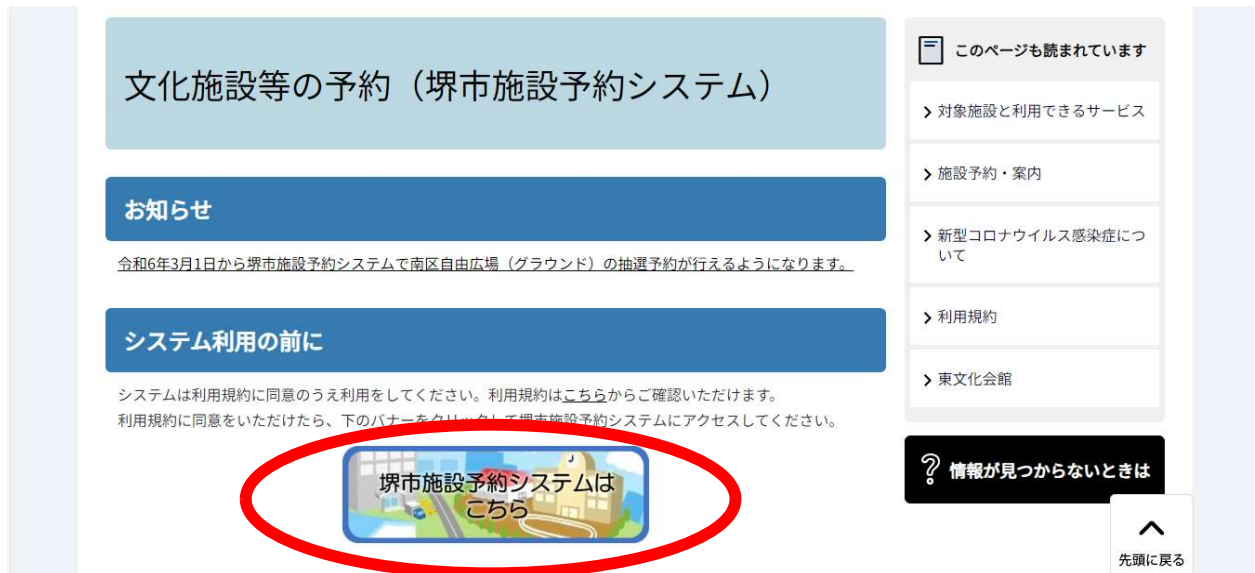 文化施設等の予約（堺市施設予約システム）
お知らせ
令和6年3月1日から堺市施設予約システムで南区自由広場（グラウンド）の抽選予約が行えるようになります。
システム利用の前に
システムは利用規約に同意のうえ利用をしてください。利用規約はこちらからご確認いただけます。
利用規約に同意をいただけたら、下のバナーをクリックして堺市施設予約システムにアクセスしてください。
堺市施設予約システムは
こちら
このページも読まれています
対象施設と利用できるサービス
施設予約・案内
新型コロナウイルス感染症につ
いて
利用規約
東文化会館
情報が見つからないときは
先頭に戻る